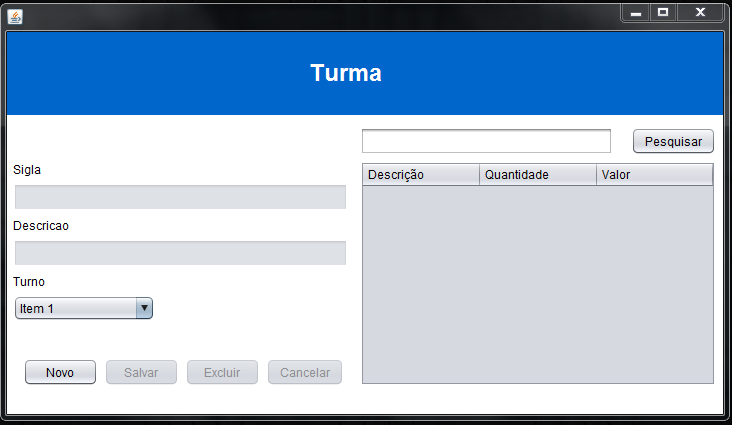 Turma
Pesquisar
Sigla
Descricao
Turno
Item 1
Novo Salvar Excluir Cancelar
Descrição Quantidade Valor